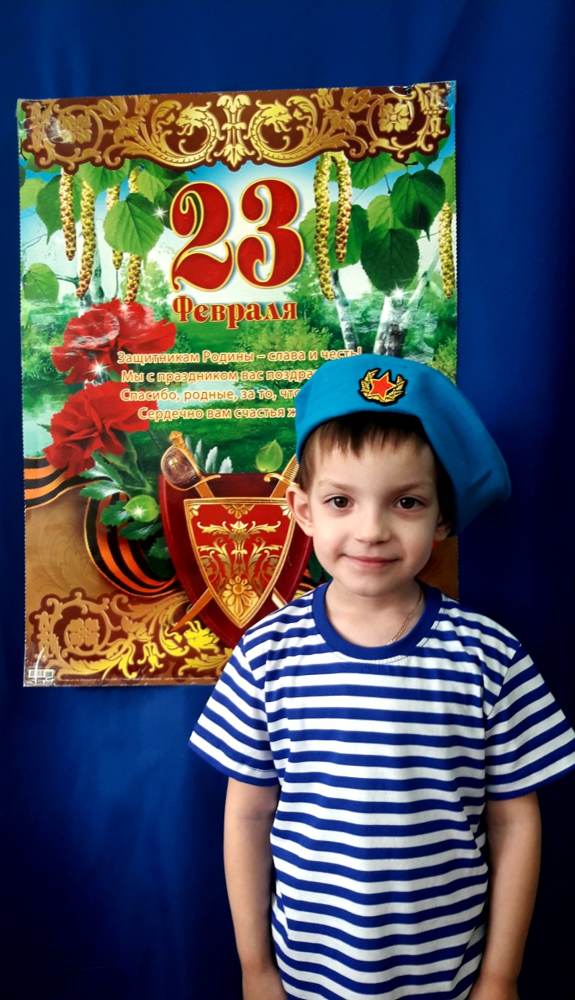 23
Февраля
Защитникам Родины – слава и честь!
Мы с праздником вас
Спасибо, родные, за то,
Сердечно вам счастья